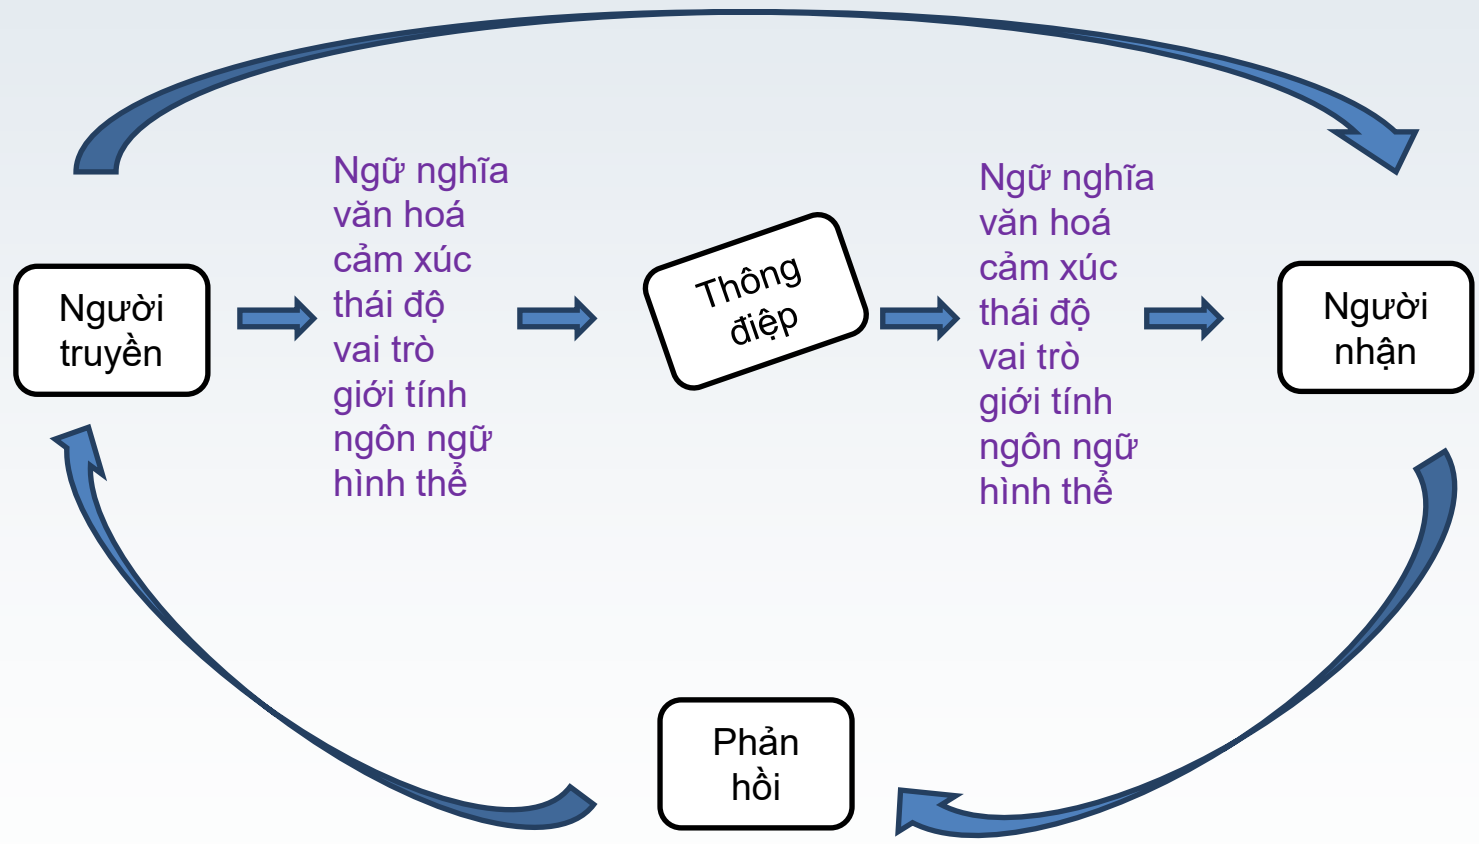 Người
truyền
Ngữ nghĩa
văn hoá
cảm xúc
thái độ
vai trò
giới tính
ngôn ngữ
hình thể
Thông
điệp
Ngữ nghĩa
văn hoá
cảm xúc
thái độ
vai trò
giới tính
ngôn ngữ
hình thể
Người
nhận
Phản
hồi